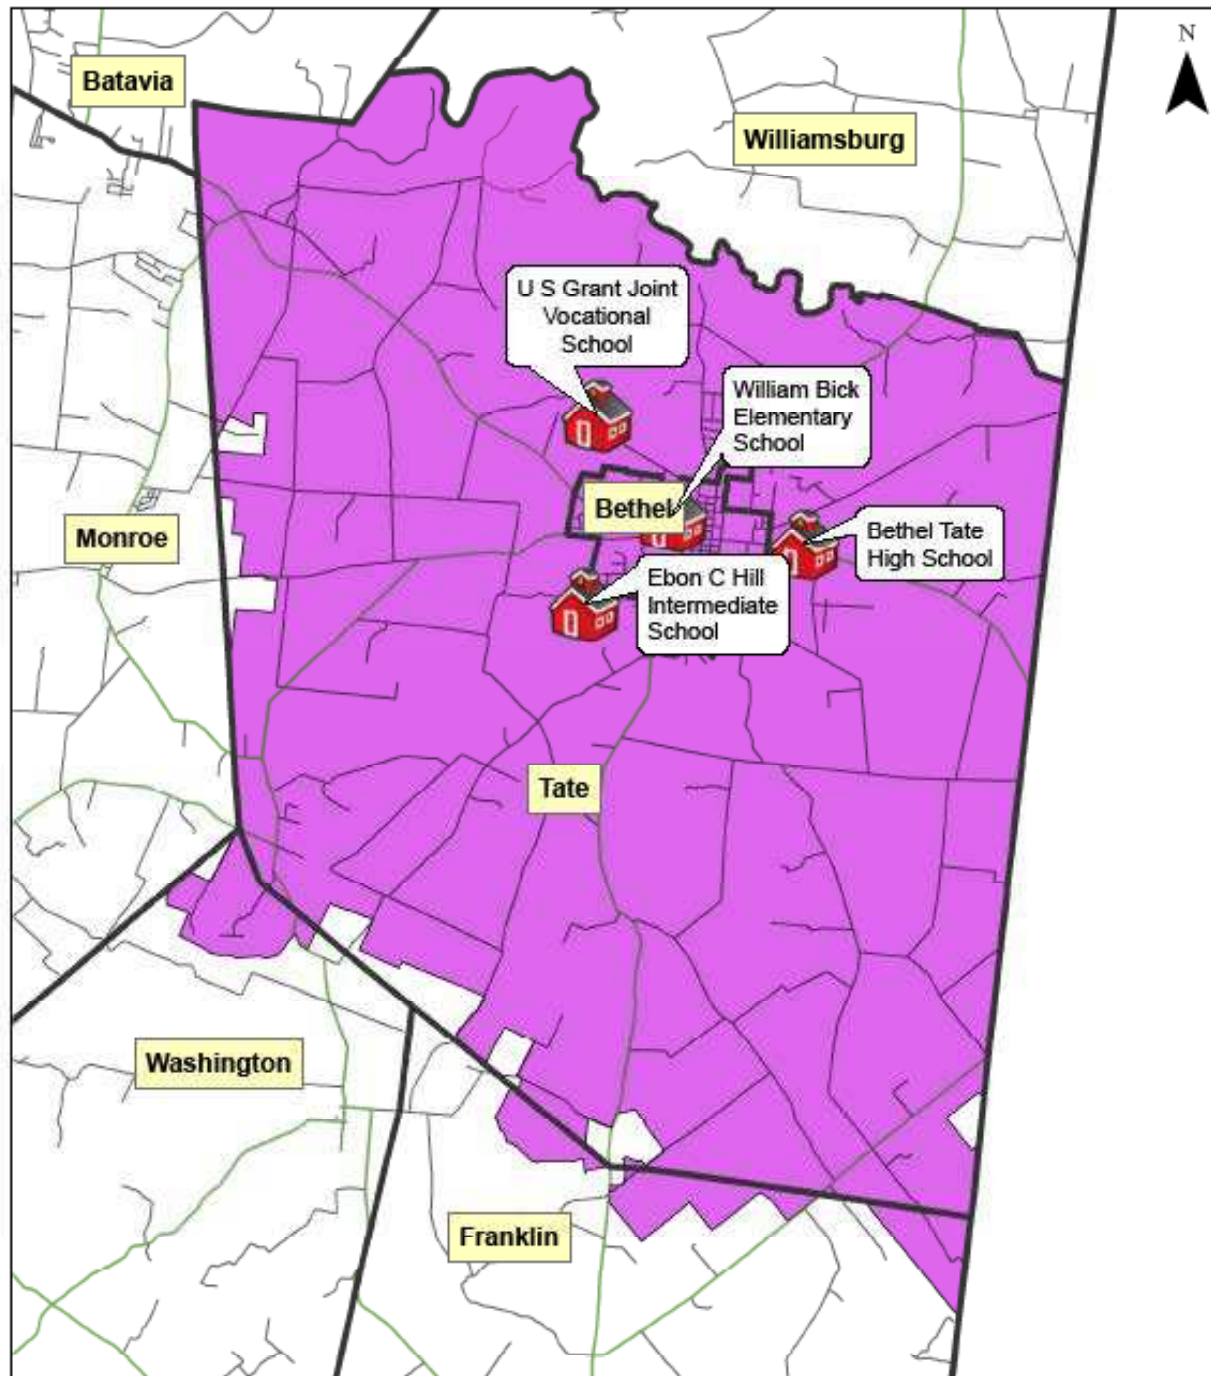 N
Batavia
Williamsburg
U S Grant Joint
Vocational
School
William Bick
Elementary
School
Bethel
Monroe
Bethel Tate
High School
Ebon C Hill
Intermediate
School
Tate
Washington
Franklin